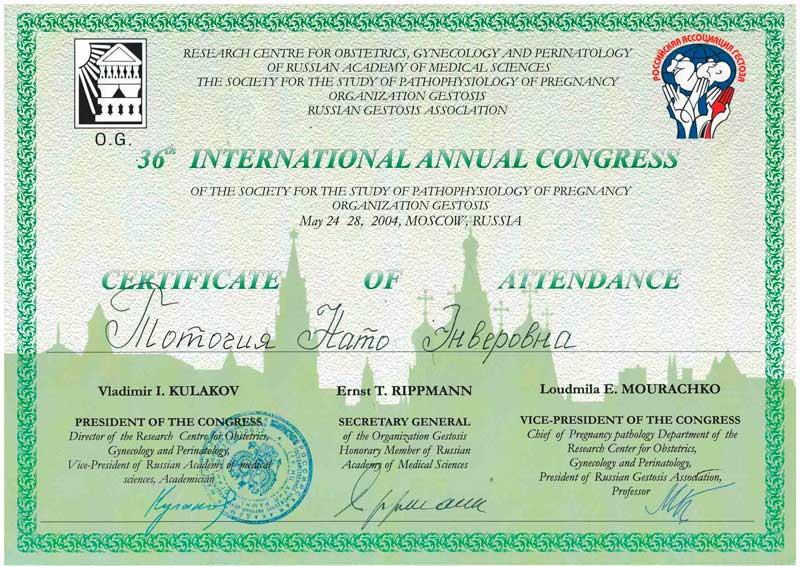 RESEARCH CENTRE FOR OBSTETRICS, GYNECOLOGY AND PERINATOLOGY
OF RUSSIAN ACADEMY OF MEDICAL SCIENCES
THE SOCIETY FOR THE STUDY OF PATHOPHYSIOLOGY OF PREGNANCY
ORGANIZATION GESTOSIS
RUSSIAN GESTOSIS ASSOCIATION
O.G.
РОССИЙСКАЯ АССОЦИАЦИЯ ГЕСТОЗА
36th INTERNATIONAL ANNUAL CONGRESS
OF THE SOCIETY FOR THE STUDY OF PATHOPHYSIOLOGY OF PREGNANCY
ORGANIZATION GESTOSIS
May 24 28, 2004, MOSCOW, RUSSIA
CERTIFICATE OF ATTENDANCE
Тотогия Нато Энверовна
Vladimir I. KULAKOV
PRESIDENT OF THE CONGRESS
Director of the Research Centre for Obstetrics,
Gynecology and Perinatology,
Vice-President of Russian Academy of medical
sciences, Academician
Ernst T. RIPPMANN
SECRETARY GENERAL
of the Organization Gestosis
Honorary Member of Russian
Academy of Medical Sciences
Loudmila E. MOURACHKO
VICE-PRESIDENT OF THE CONGRESS
Chief of Pregnancy pathology Department of the
Research Center for Obstetrics,
Gynecology and Perinatology,
President of Russian Gestosis Association,
Professor